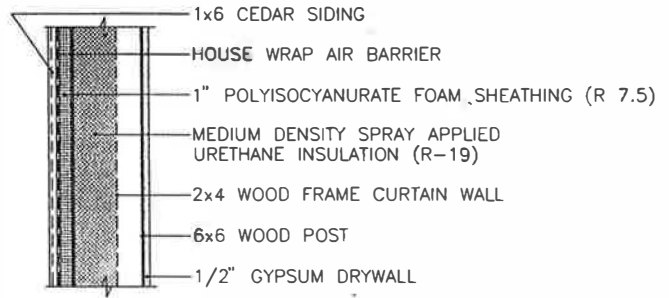 1x6 CEDAR SIDING
HOUSE WRAP AIR BARRIER
1" POLYISOCYANURATE FOAM SHEATHING (R 7.5)
MEDIUM DENSITY SPRAY APPLIED
URETHANE INSULATION (R-19)
2x4 WOOD FRAME CURTAIN WALL
6x6 WOOD POST
1/2" GYPSUM DRYWALL